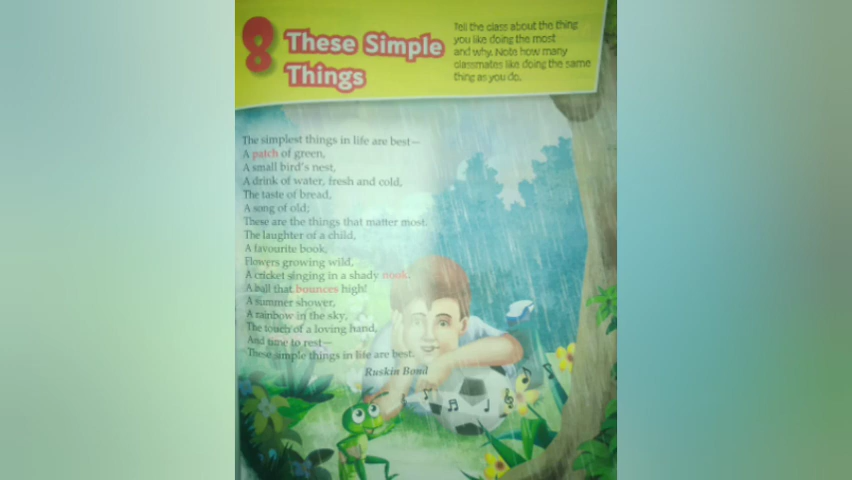 8
These Simple
Things
Tell the class about the thing
you like doing the most
and why. Note how many
classmates like doing the same
thing as you do.
The simplest things in life are best—
A patch of green,
A small bird's nest,
A drink of water, fresh and cold,
The taste of bread,
A song of old;
These are the things that matter most.
The laughter of a child,
A favourite book,
Flowers growing wild,
A cricket singing in a shady nook.
A ball that bounces high!
A summer shower,
A rainbow in the sky,
The touch of a loving hand,
And time to rest—
These simple things in life are best.
Ruskin Bond